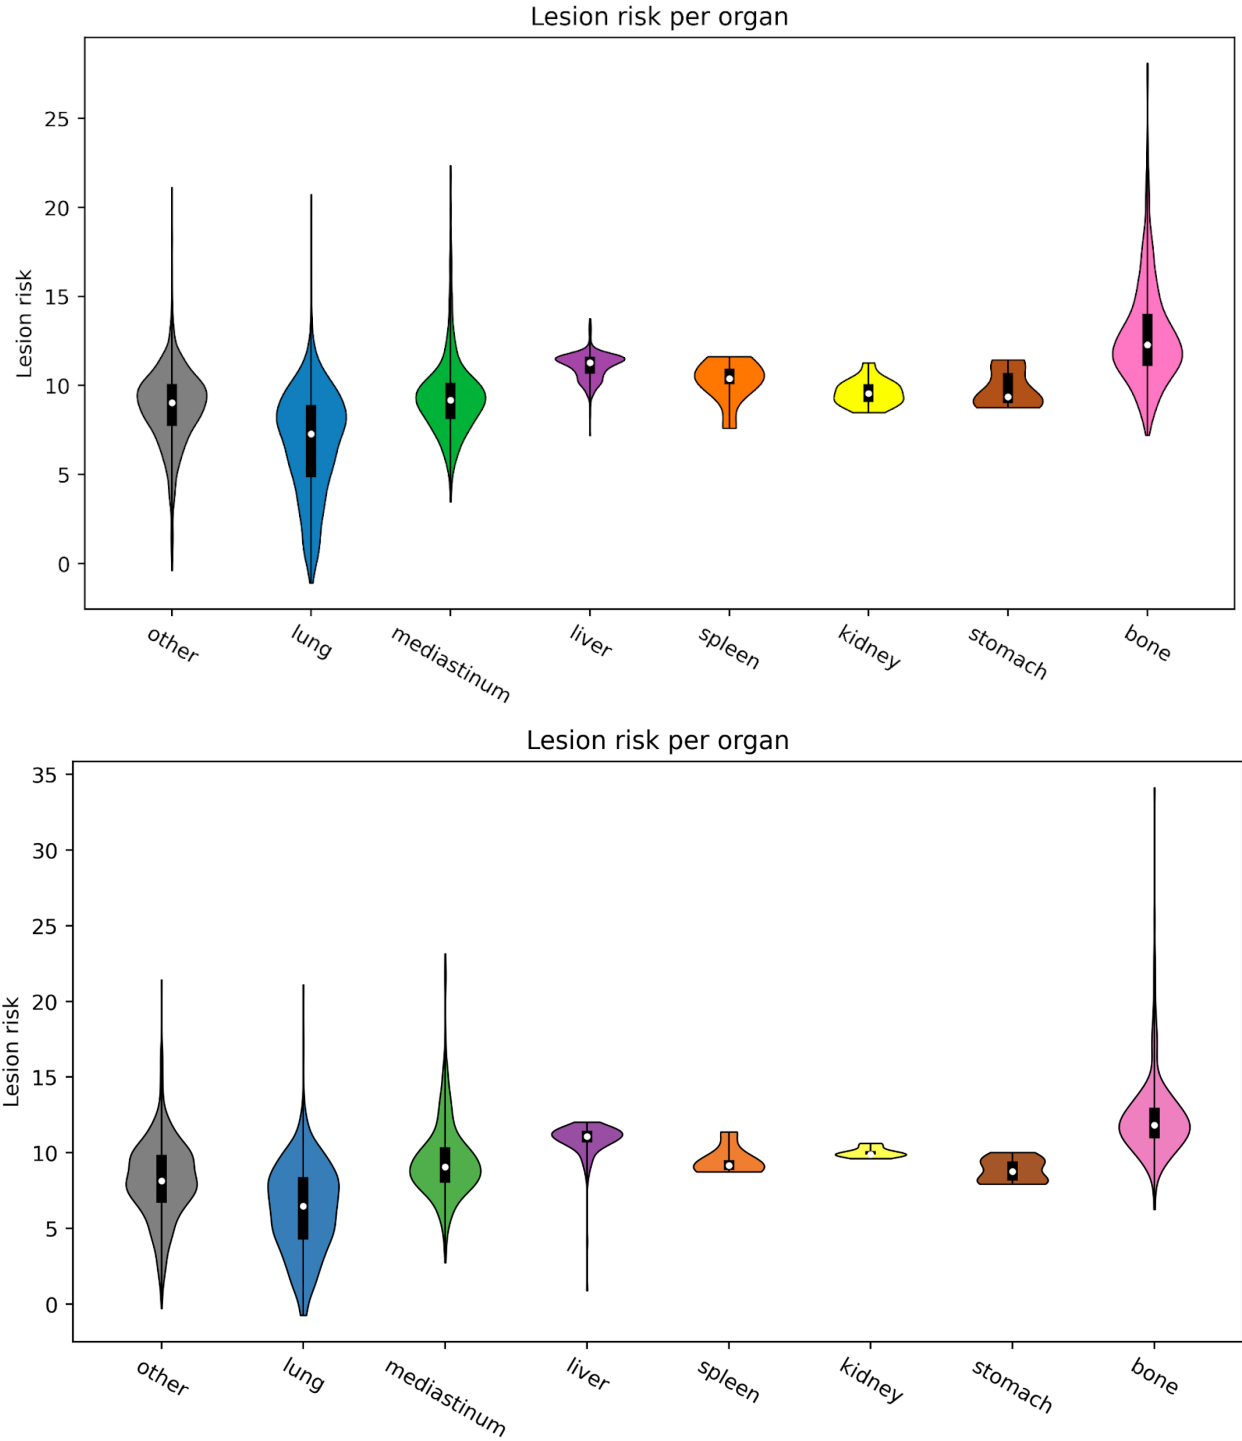 Lesion risk per organ
25
20
15
10
5
0
Lesion risk
other
lung
mediastinum
liver
spleen
kidney
stomach
bone
Lesion risk per organ
35
30
25
20
15
10
5
0
Lesion risk
other
lung
mediastinum
liver
spleen
kidney
stomach
bone